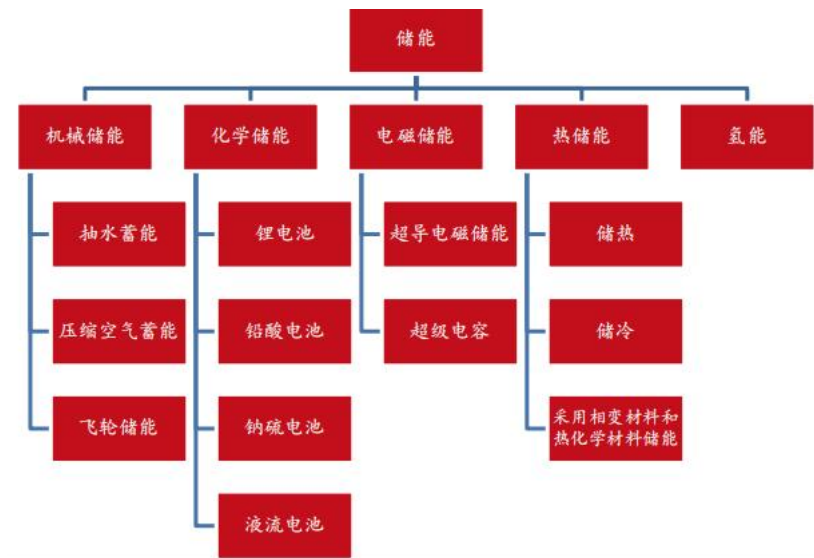 储能
机械储能
化学储能
电磁储能
热储能
氢能
抽水蓄能
锂电池
超导电磁储能
储热
压缩空气蓄能
铅酸电池
超级电容
储冷
飞轮储能
钠硫电池
采用相变材料和
热化学材料储能
液流电池